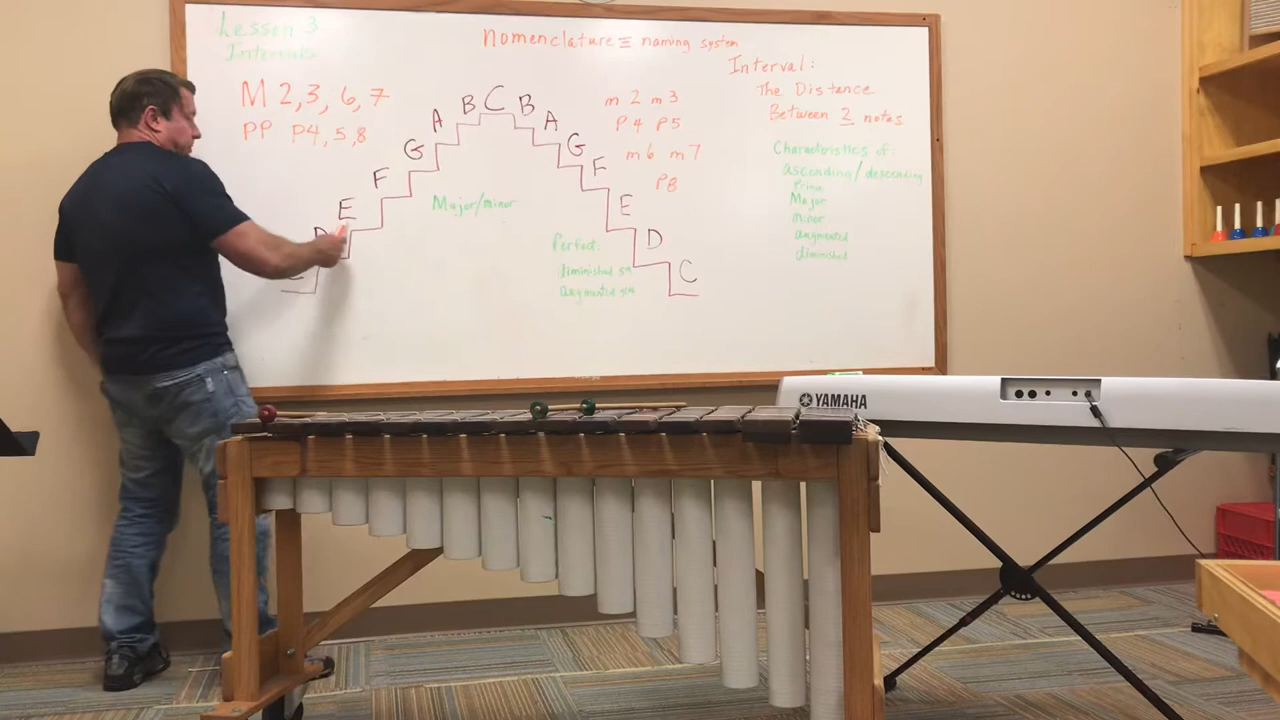 Lesson 3
Intervals
Nomenclature ≡ naming system
M 2,3, 6,7
PP P4,5,8
C
B B
A A
G G
F F
E E
D D
C C
Major/minor
m 2 m 3
P4 P5
m6 m7
P8
Perfect:
diminished 5th
augmented 4th
Interval:
The Distance
Between 2 notes
Characteristics of:
ascending/descending
Prime
Major
minor
augmented
diminished
YAMAHA